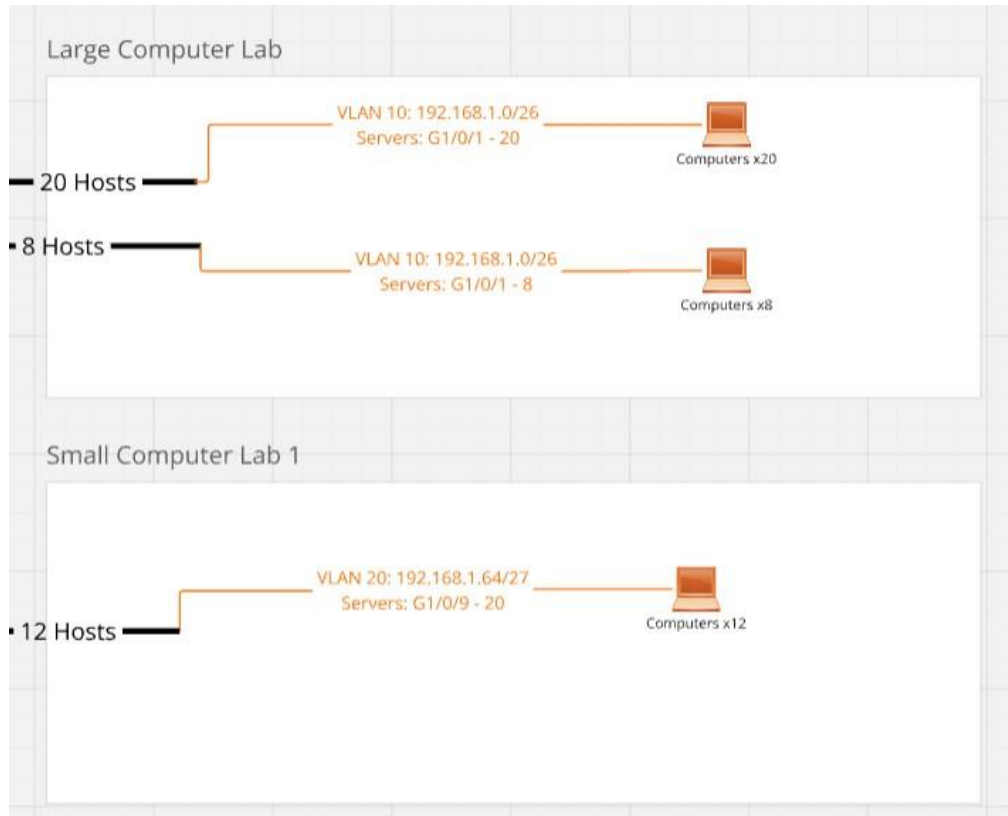 Large Computer Lab
VLAN 10: 192.168.1.0/26
Servers: G1/0/1 - 20
Computers x20
20 Hosts
8 Hosts
VLAN 10: 192.168.1.0/26
Servers: G1/0/1 - 8
Computers x8
Small Computer Lab 1
VLAN 20: 192.168.1.64/27
Servers: G1/0/9 - 20
Computers x12
12 Hosts